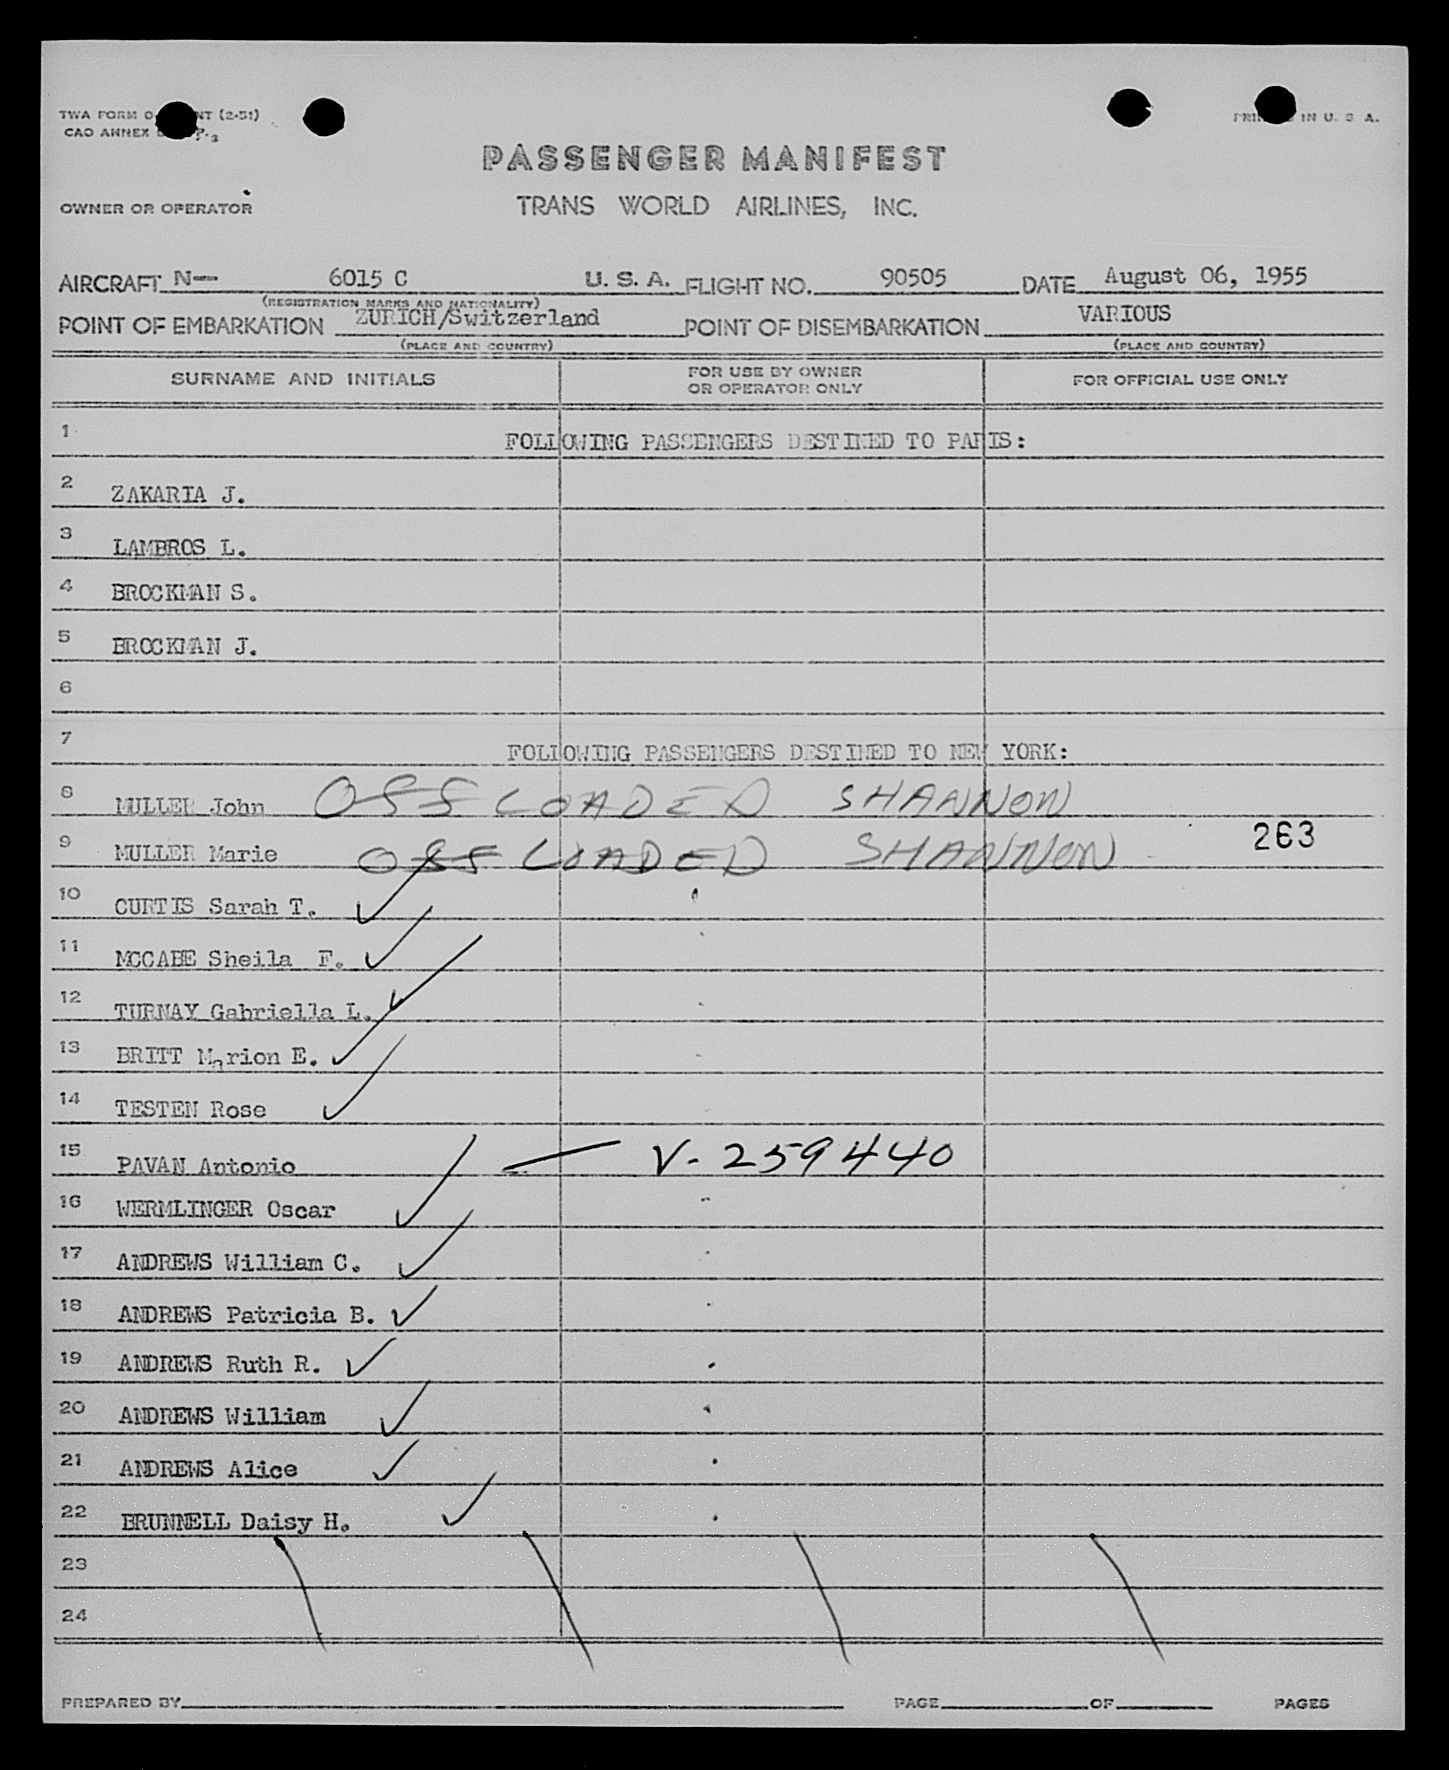 TWA FORM
PRINTED IN U. S. A.
CAO ANNEX
PASSENGER MANIFEST
OWNER OR OPERATOR
TRANS WORLD AIRLINES, INC.
AIRCRAFT N— 6015 C U. S. A. FLIGHT NO. 90505 DATE August 06, 1955
(REGISTRATION MARKS AND NATIONALITY)
POINT OF EMBARKATION ZURICH/Switzerland POINT OF DISEMBARKATION VARIOUS
(PLACE AND COUNTRY) (PLACE AND COUNTRY)
SURNAME AND INITIALS FOR USE BY OWNER OR OPERATOR ONLY FOR OFFICIAL USE ONLY
1 FOLLOWING PASSENGERS DESTINED TO PARIS:
2 ZAKARIA J.
3 LAMBROS L.
4 BROCKMAN S.
5 BROCKMAN J.
6
7 FOLLOWING PASSENGERS DESTINED TO NEW YORK:
8 MULLER John OFF LOADED SHANNON
9 MULLER Marie OFF LOADED SHANNON 263
10 CURTIS Sarah T.
11 MCCABE Sheila F.
12 TURNAY Gabriella L.
13 BRITT Marion E.
14 TESTEN Rose
15 PAVAN Antonio — V-259440
16 WERMLINGER Oscar
17 ANDREWS William C.
18 ANDREWS Patricia B.
19 ANDREWS Ruth R.
20 ANDREWS William
21 ANDREWS Alice
22 BRUNNELL Daisy H.
23
24
PREPARED BY PAGE OF PAGES